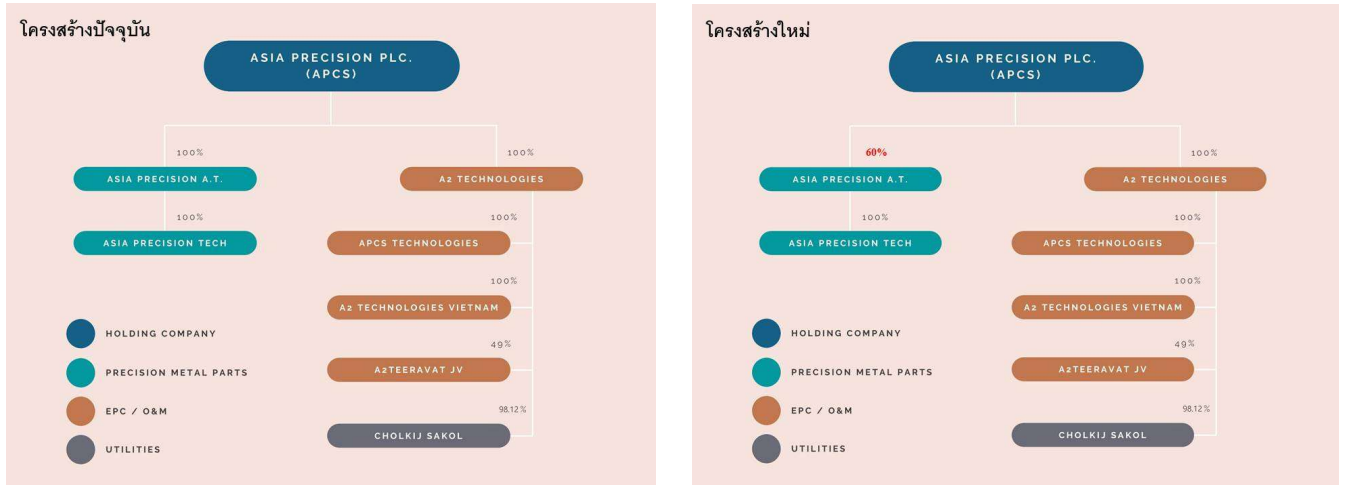 โครงสร้างปัจจุบัน
ASIA PRECISION PLC.
(APCS)
100%
100%
ASIA PRECISION A.T.
A2 TECHNOLOGIES
100%
100%
ASIA PRECISION TECH
APCS TECHNOLOGIES
100%
A2 TECHNOLOGIES VIETNAM
HOLDING COMPANY
49%
A2TEERAVAT JV
PRECISION METAL PARTS
EPC / O&M
98.12%
CHOLKIJ SAKOL
UTILITIES
โครงสร้างใหม่
ASIA PRECISION PLC.
(APCS)
60%
100%
ASIA PRECISION A.T.
A2 TECHNOLOGIES
100%
100%
ASIA PRECISION TECH
APCS TECHNOLOGIES
100%
A2 TECHNOLOGIES VIETNAM
HOLDING COMPANY
49%
A2TEERAVAT JV
PRECISION METAL PARTS
EPC / O&M
98.12%
CHOLKIJ SAKOL
UTILITIES